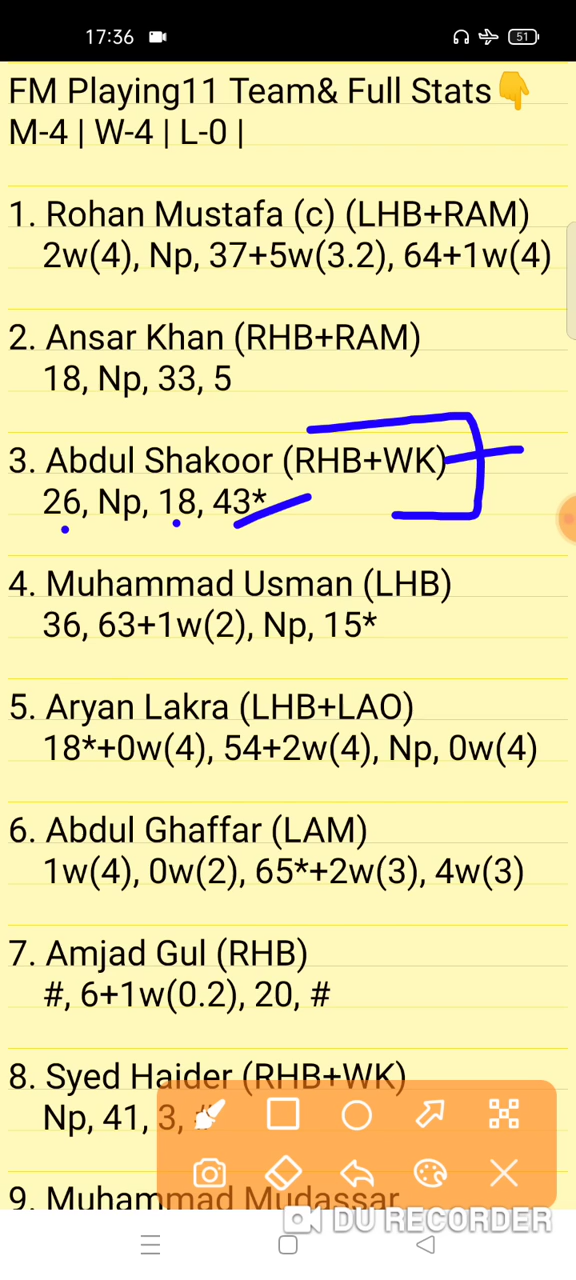 17:36
51
FM Playing11 Team& Full Stats👇
M-4 | W-4 | L-0 |
1. Rohan Mustafa (c) (LHB+RAM)
2w(4), Np, 37+5w(3.2), 64+1w(4)
2. Ansar Khan (RHB+RAM)
18, Np, 33, 5
3. Abdul Shakoor (RHB+WK)
26, Np, 18, 43*
4. Muhammad Usman (LHB)
36, 63+1w(2), Np, 15*
5. Aryan Lakra (LHB+LAO)
18*+0w(4), 54+2w(4), Np, 0w(4)
6. Abdul Ghaffar (LAM)
1w(4), 0w(2), 65*+2w(3), 4w(3)
7. Amjad Gul (RHB)
#, 6+1w(0.2), 20, #
8. Syed Haider (RHB+WK)
Np, 41, 3,
9. Muhammad Mudassar
DU RECORDER